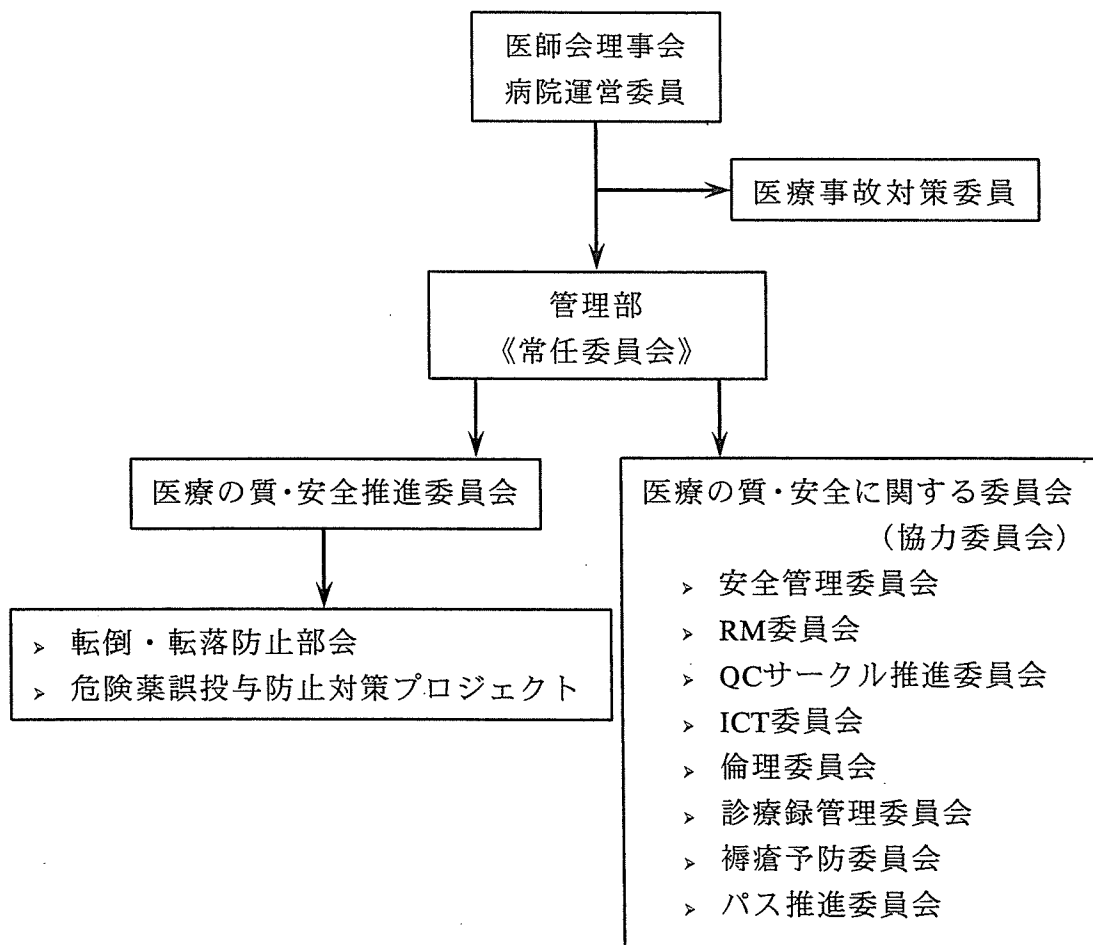 医師会理事会
病院運営委員
医療事故対策委員
管理部
《常任委員会》
医療の質・安全推進委員会
➢ 転倒・転落防止部会
➢ 危険薬誤投与防止対策プロジェクト
医療の質・安全に関する委員会
(協力委員会)
➢ 安全管理委員会
➢ RM委員会
➢ QCサークル推進委員会
➢ ICT委員会
➢ 倫理委員会
➢ 診療録管理委員会
➢ 褥瘡予防委員会
➢ パス推進委員会